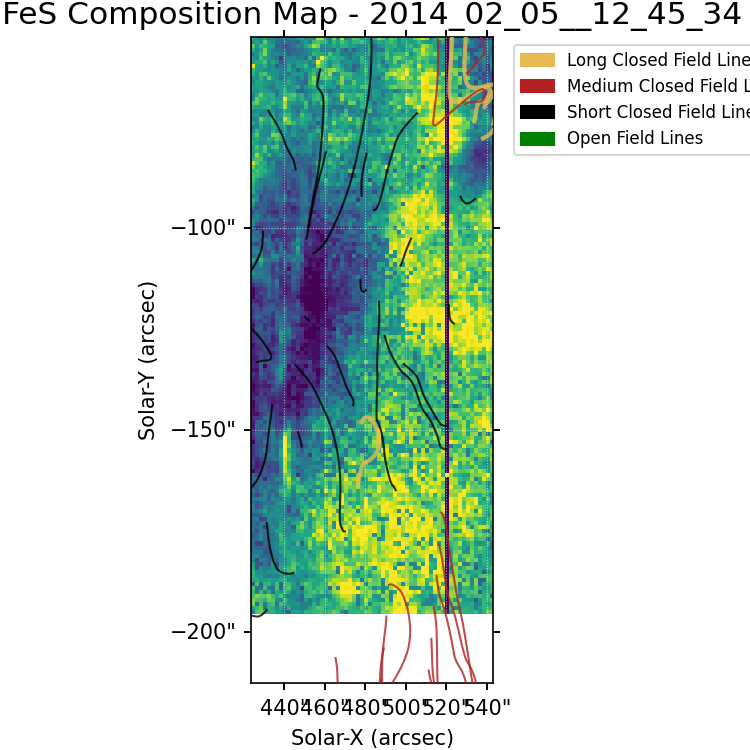 FeS Composition Map - 2014_02_05__12_45_34
Long Closed Field Line
Medium Closed Field L
Short Closed Field Line
Open Field Lines
−100"
−150"
−200"
Solar-Y (arcsec)
440" 460" 480" 500" 520" 540"
Solar-X (arcsec)